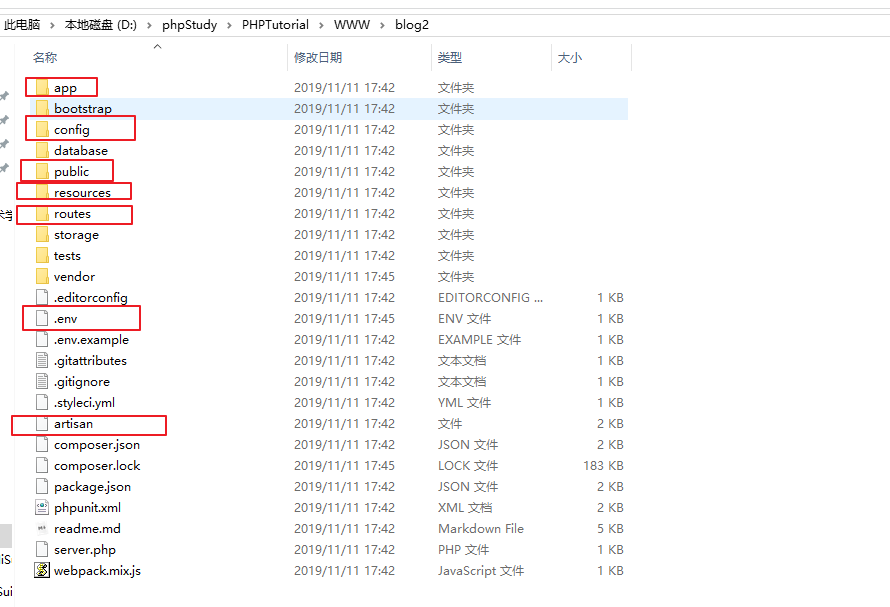 此电脑 > 本地磁盘 (D:) > phpStudy > PHPTutorial > WWW > blog2
名称 修改日期 类型 大小
app 2019/11/11 17:42 文件夹
bootstrap 2019/11/11 17:42 文件夹
config 2019/11/11 17:42 文件夹
database 2019/11/11 17:42 文件夹
public 2019/11/11 17:42 文件夹
resources 2019/11/11 17:42 文件夹
routes 2019/11/11 17:42 文件夹
storage 2019/11/11 17:42 文件夹
tests 2019/11/11 17:42 文件夹
vendor 2019/11/11 17:45 文件夹
.editorconfig 2019/11/11 17:42 EDITORCONFIG ... 1 KB
.env 2019/11/11 17:45 ENV 文件 1 KB
.env.example 2019/11/11 17:42 EXAMPLE 文件 1 KB
.gitattributes 2019/11/11 17:42 文本文档 1 KB
.gitignore 2019/11/11 17:42 文本文档 1 KB
.styleci.yml 2019/11/11 17:42 YML 文件 1 KB
artisan 2019/11/11 17:42 文件 2 KB
composer.json 2019/11/11 17:42 JSON 文件 2 KB
composer.lock 2019/11/11 17:45 LOCK 文件 183 KB
package.json 2019/11/11 17:42 JSON 文件 2 KB
phpunit.xml 2019/11/11 17:42 XML 文档 2 KB
readme.md 2019/11/11 17:42 Markdown File 5 KB
server.php 2019/11/11 17:42 PHP 文件 1 KB
webpack.mix.js 2019/11/11 17:42 JavaScript 文件 1 KB